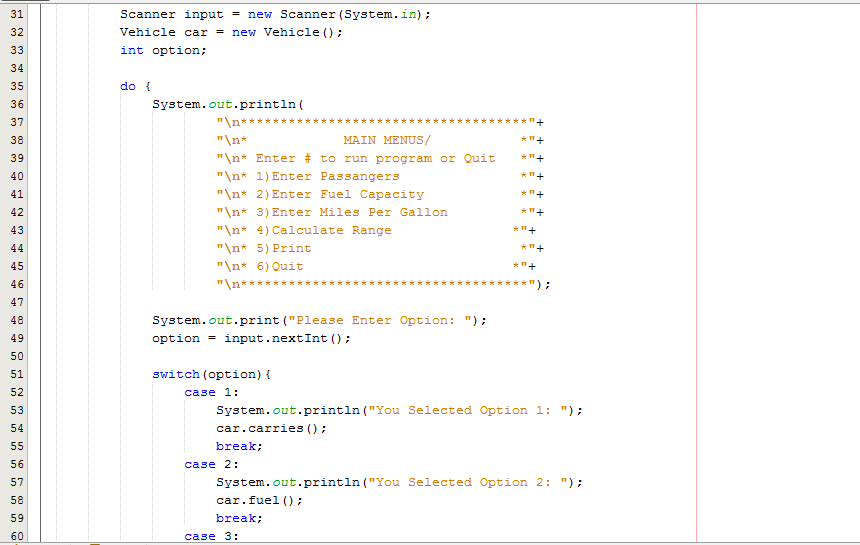 31 Scanner input = new Scanner(System.in);
32 Vehicle car = new Vehicle();
33 int option;
34
35 do {
36 System.out.println(
37 "\n************************************"+
38 "\n*            MAIN MENUS/           *"+
39 "\n* Enter # to run program or Quit   *"+
40 "\n* 1)Enter Passangers               *"+
41 "\n* 2)Enter Fuel Capacity            *"+
42 "\n* 3)Enter Miles Per Gallon         *"+
43 "\n* 4)Calculate Range               *"+
44 "\n* 5)Print                          *"+
45 "\n* 6)Quit                          *"+
46 "\n************************************");
47
48 System.out.print("Please Enter Option: ");
49 option = input.nextInt();
50
51 switch(option){
52 case 1:
53 System.out.println("You Selected Option 1: ");
54 car.carries();
55 break;
56 case 2:
57 System.out.println("You Selected Option 2: ");
58 car.fuel();
59 break;
60 case 3: